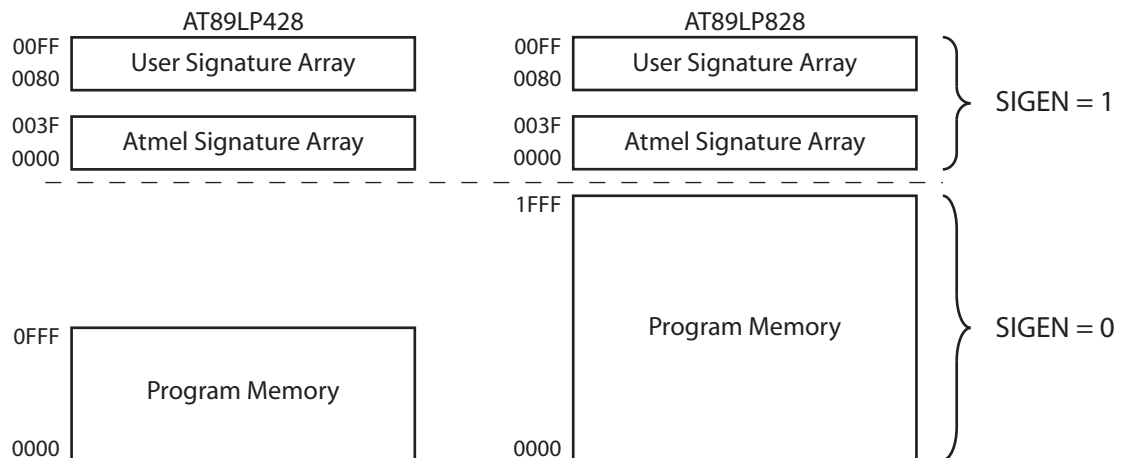 AT89LP428
AT89LP828
00FF
User Signature Array
0080
00FF
User Signature Array
0080
SIGEN = 1
003F
Atmel Signature Array
0000
003F
Atmel Signature Array
0000
1FFF
Program Memory
SIGEN = 0
0FFF
Program Memory
0000
0000